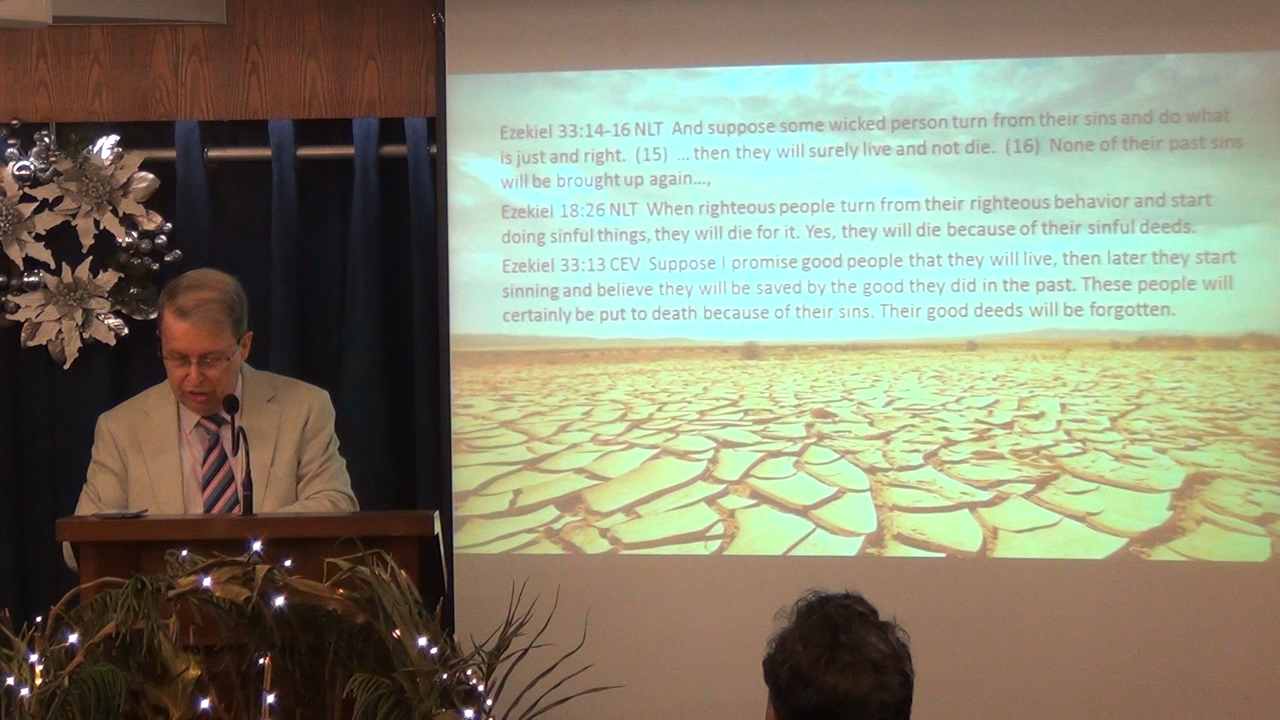 Ezekiel 33:14-16 NLT And suppose some wicked person turn from their sins and do what
is just and right. (15) ... then they will surely live and not die. (16) None of their past sins
will be brought up again...,
Ezekiel 18:26 NLT When righteous people turn from their righteous behavior and start
doing sinful things, they will die for it. Yes, they will die because of their sinful deeds.
Ezekiel 33:13 CEV Suppose I promise good people that they will live, then later they start
sinning and believe they will be saved by the good they did in the past. These people will
certainly be put to death because of their sins. Their good deeds will be forgotten.